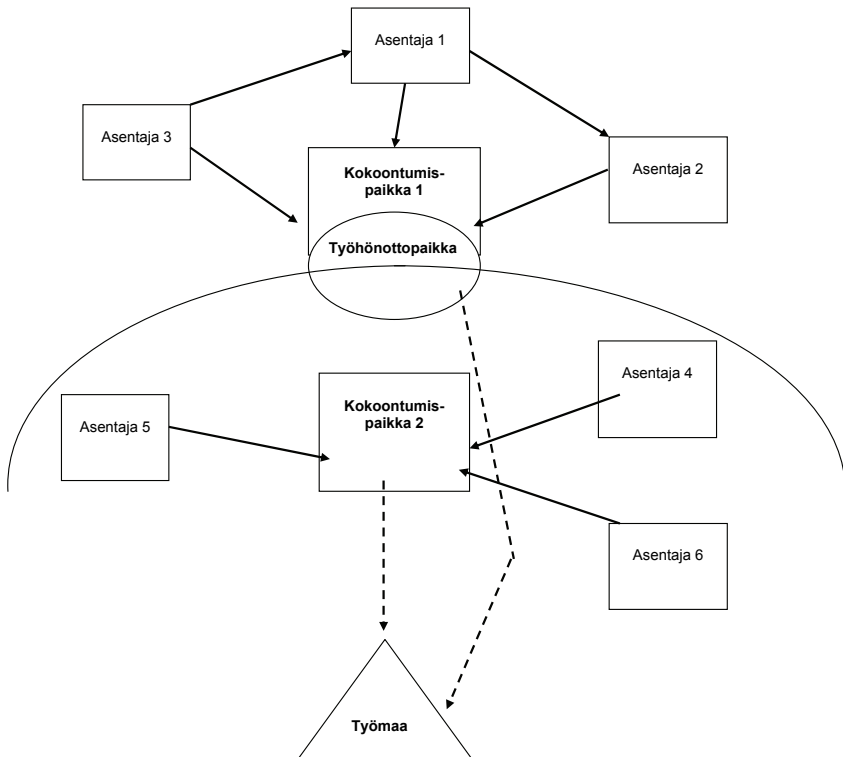 Asentaja 1
Asentaja 3
Asentaja 2
Kokoontumis-
paikka 1
Työhönottopaikka
Asentaja 4
Kokoontumis-
paikka 2
Asentaja 5
Asentaja 6
Työmaa